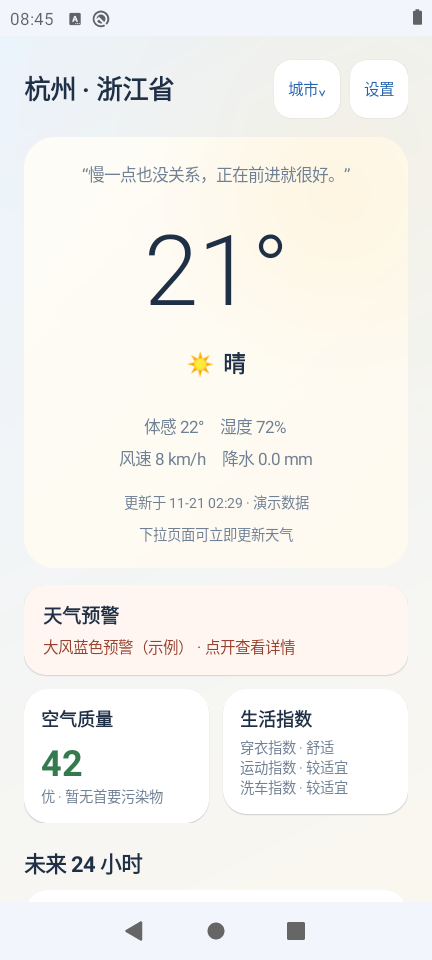 08:45
杭州 · 浙江省
城市˅
设置
“慢一点也没关系，正在前进就很好。”
21°
晴
体感 22° 湿度 72%
风速 8 km/h 降水 0.0 mm
更新于 11-21 02:29 · 演示数据
下拉页面可立即更新天气
天气预警
大风蓝色预警（示例） · 点开查看详情
空气质量
42
优 · 暂无首要污染物
生活指数
穿衣指数 · 舒适
运动指数 · 较适宜
洗车指数 · 较适宜
未来 24 小时